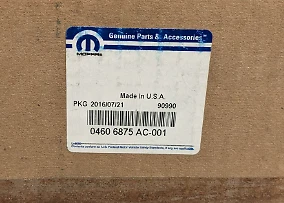 Genuine Parts & Accessories
MOPAR
Made in U.S.A
PKG 2016/07/21 90990
0460 6875 AC-001